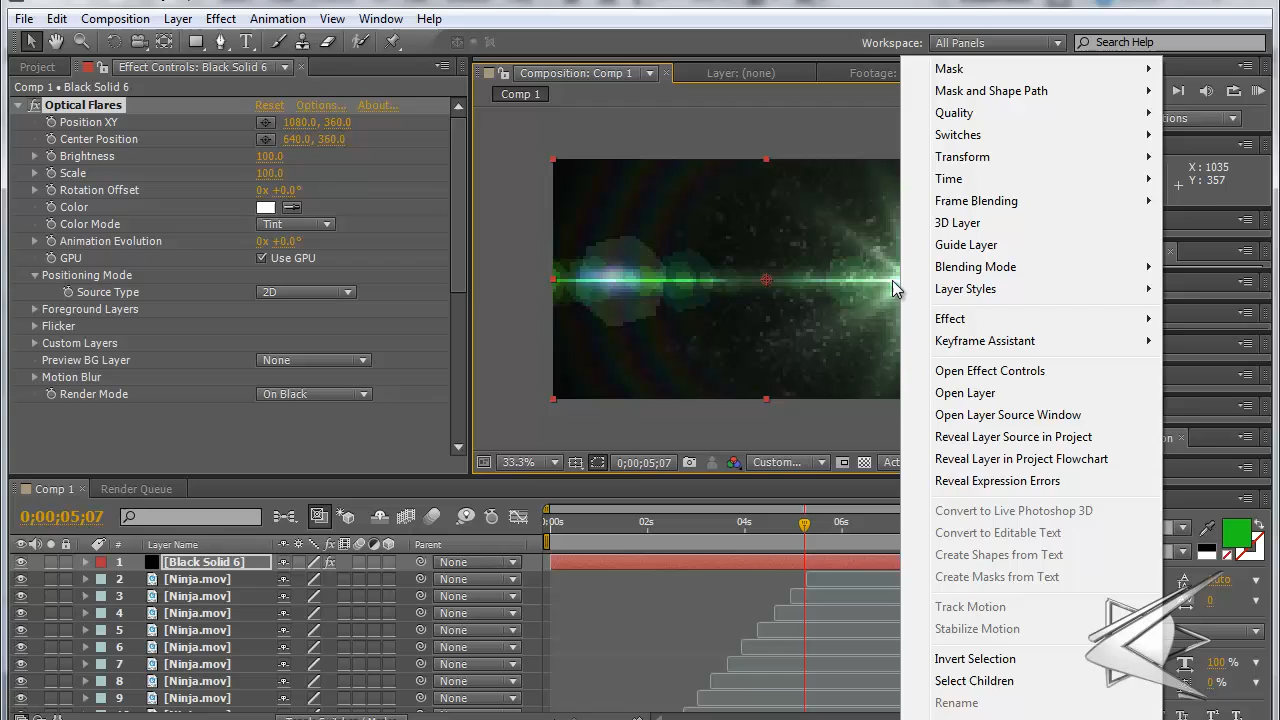 File Edit Composition Layer Effect Animation View Window Help
Workspace: All Panels Search Help
Project Effect Controls: Black Solid 6 Composition: Comp 1 Layer: (none) Footage:
Comp 1 • Black Solid 6
Comp 1
Optical Flares Reset Options... About...
Position XY 1080.0, 360.0
Center Position 640.0, 360.0
Brightness 100.0
Scale 100.0
Rotation Offset 0x +0.0°
Color
Color Mode Tint
Animation Evolution 0x +0.0°
GPU Use GPU
Positioning Mode
Source Type 2D
Foreground Layers
Flicker
Custom Layers
Preview BG Layer None
Motion Blur
Render Mode On Black
33.3% 0;00;05;07 Custom...
Mask
Mask and Shape Path
Quality
Switches
Transform
Time
Frame Blending
3D Layer
Guide Layer
Blending Mode
Layer Styles
Effect
Keyframe Assistant
Open Effect Controls
Open Layer
Open Layer Source Window
Reveal Layer Source in Project
Reveal Layer in Project Flowchart
Reveal Expression Errors
Convert to Live Photoshop 3D
Convert to Editable Text
Create Shapes from Text
Create Masks from Text
Track Motion
Stabilize Motion
Invert Selection
Select Children
Rename
X : 1035
Y : 357
Auto
0
100 %
0 %
Comp 1 Render Queue
0;00;05;07
:00s 02s 04s 06s
# Layer Name Parent
1 [Black Solid 6] None
2 [Ninja.mov] None
3 [Ninja.mov] None
4 [Ninja.mov] None
5 [Ninja.mov] None
6 [Ninja.mov] None
7 [Ninja.mov] None
8 [Ninja.mov] None
9 [Ninja.mov] None